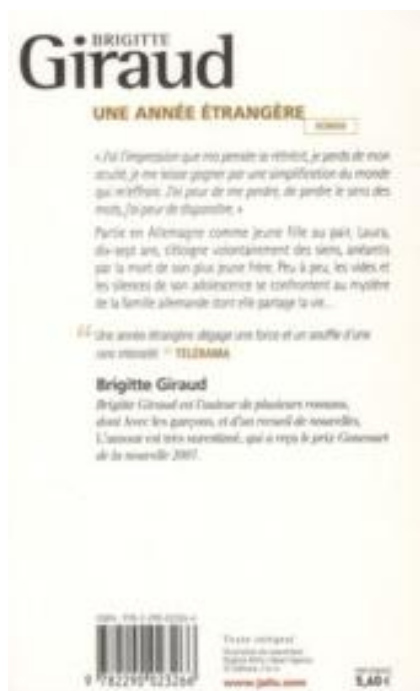 BRIGITTE
Giraud
UNE ANNÉE ÉTRANGÈRE
ROMAN
« J'ai l'impression que ma pensée se rétrécit, je perds de mon
acuité, je me laisse gagner par une simplification du monde
qui m'effraie. J'ai peur de me perdre, de perdre le sens des
mots, j'ai peur de disparaître. »
Partie en Allemagne comme jeune fille au pair, Laura,
dix-sept ans, s'éloigne volontairement des siens, anéantis
par la mort de son plus jeune frère. Peu à peu, les vides et
les silences de son adolescence se confrontent au mystère
de la famille allemande dont elle partage la vie...
“ Une année étrangère dégage une force et un souffle d'une
rare intensité. ” TÉLÉRAMA
Brigitte Giraud
Brigitte Giraud est l'auteur de plusieurs romans,
dont Avec les garçons, et d'un recueil de nouvelles,
L'amour est très surestimé, qui a reçu le prix Goncourt
de la nouvelle 2007.
Texte intégral
www.jailu.com
5,60 €
9 782290 023266